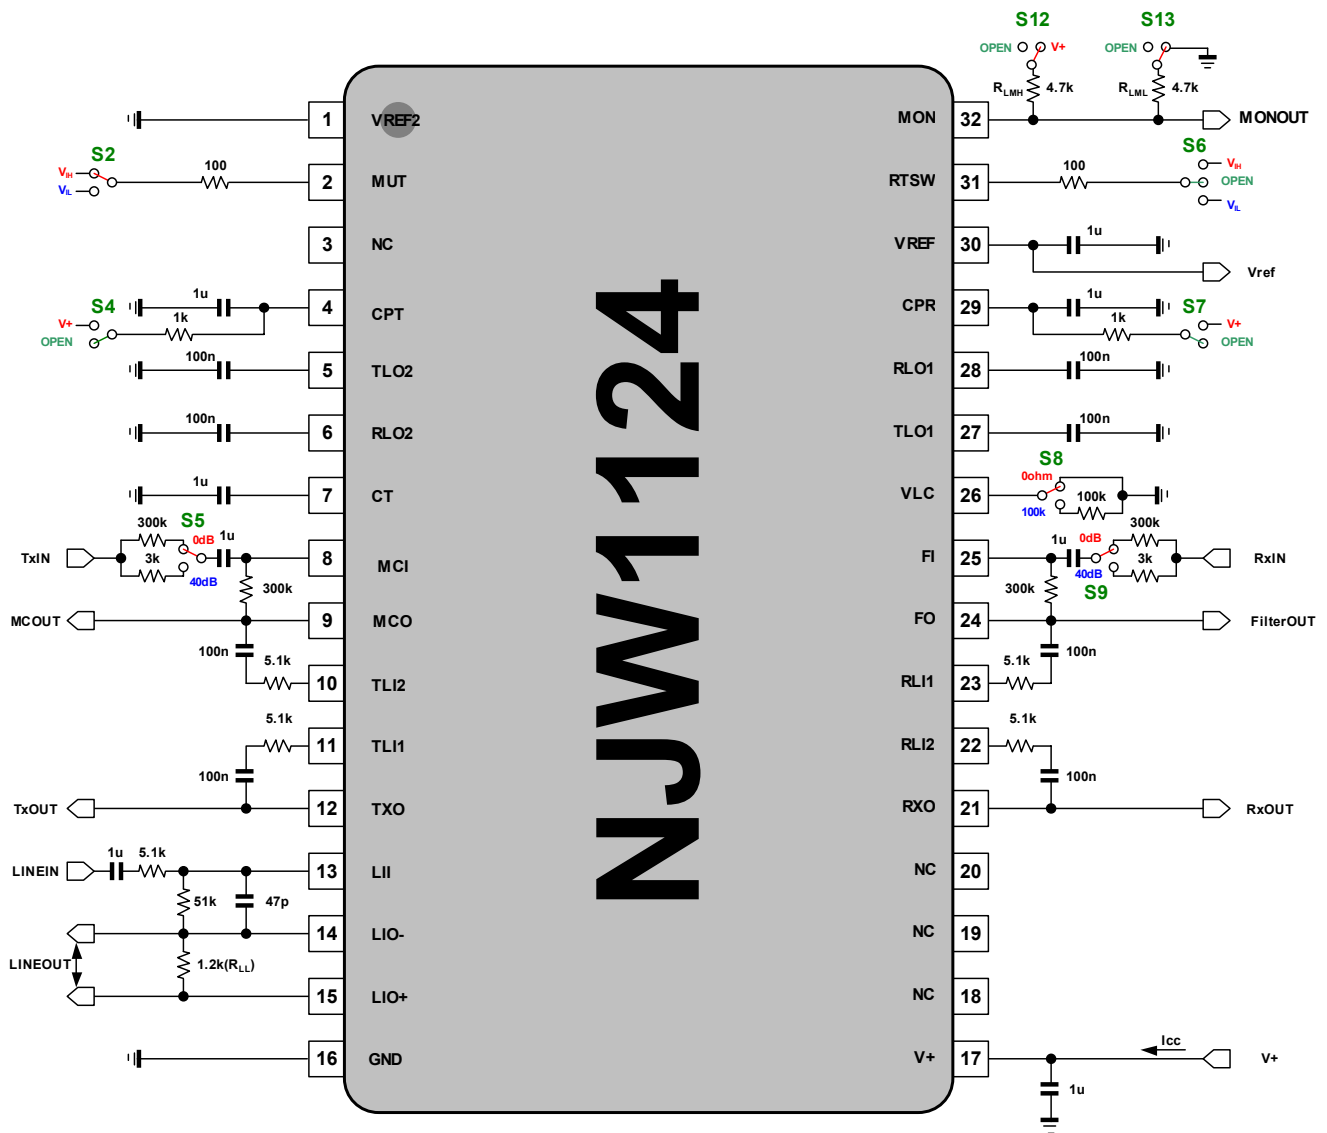 S12
S13
OPEN
V+
OPEN
RLMH
4.7k
RLML
4.7k
1
VREF2
MON
32
MONOUT
S2
VIH
VIL
100
2
MUT
RTSW
31
100
S6
VIH
OPEN
VIL
3
NC
VREF
30
1u
Vref
S4
V+
OPEN
1u
1k
4
CPT
CPR
29
1u
1k
S7
V+
OPEN
100n
5
TLO2
RLO1
28
100n
100n
6
RLO2
TLO1
27
100n
1u
7
CT
VLC
26
S8
0ohm
100k
100k
TxIN
300k
3k
S5
0dB
40dB
1u
8
MCI
FI
25
1u
0dB
40dB
S9
300k
3k
RxIN
300k
MCOUT
9
MCO
FO
24
300k
FilterOUT
100n
5.1k
10
TLI2
RLI1
23
5.1k
100n
5.1k
11
TLI1
RLI2
22
5.1k
100n
100n
TxOUT
12
TXO
RXO
21
RxOUT
LINEIN
1u
5.1k
13
LII
NC
20
51k
47p
14
LIO-
NC
19
LINEOUT
1.2k(RLL)
15
LIO+
NC
18
16
GND
V+
17
Icc
V+
1u
NJW1124